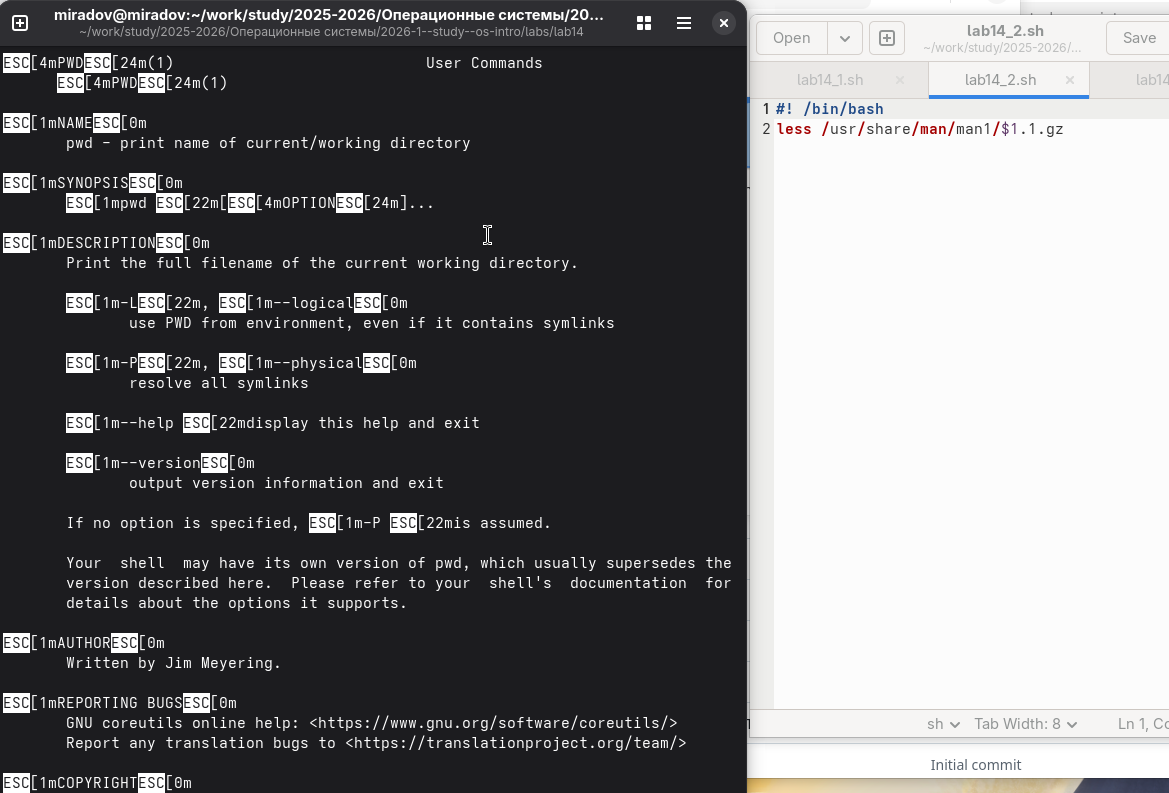 miradov@miradov:~/work/study/2025-2026/Операционные системы/20...
~/work/study/2025-2026/Операционные системы/2026-1--study--os-intro/labs/lab14
ESC[4mPWDESC[24m(1) User Commands
ESC[4mPWDESC[24m(1)
ESC[1mNAMEESC[0m
pwd - print name of current/working directory
ESC[1mSYNOPSISESC[0m
ESC[1mpwd ESC[22m[ESC[4mOPTIONESC[24m]...
ESC[1mDESCRIPTIONESC[0m
Print the full filename of the current working directory.
ESC[1m-LESC[22m, ESC[1m--logicalESC[0m
use PWD from environment, even if it contains symlinks
ESC[1m-PESC[22m, ESC[1m--physicalESC[0m
resolve all symlinks
ESC[1m--help ESC[22mdisplay this help and exit
ESC[1m--versionESC[0m
output version information and exit
If no option is specified, ESC[1m-P ESC[22mis assumed.
Your  shell  may have its own version of pwd, which usually supersedes the
version described here.  Please refer to your  shell's  documentation  for
details about the options it supports.
ESC[1mAUTHORESC[0m
Written by Jim Meyering.
ESC[1mREPORTING BUGSESC[0m
GNU coreutils online help: <https://www.gnu.org/software/coreutils/>
Report any translation bugs to <https://translationproject.org/team/>
ESC[1mCOPYRIGHTESC[0m
Open
lab14_2.sh
~/work/study/2025-2026/...
Save
lab14_1.sh
lab14_2.sh
lab14
1 #! /bin/bash
2 less /usr/share/man/man1/$1.1.gz
sh
Tab Width: 8
Ln 1, Co
Initial commit